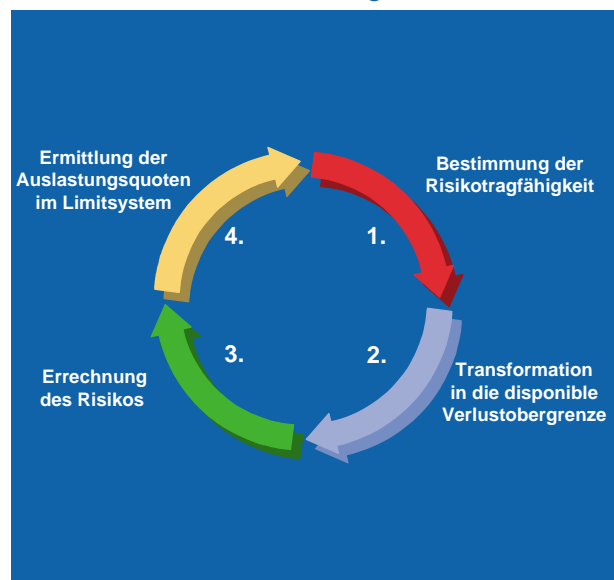 Bestimmung der
Risikotragfähigkeit
1.
Transformation
in die disponible
Verlustobergrenze
2.
Errechnung
des Risikos
3.
Ermittlung der
Auslastungsquoten
im Limitsystem
4.